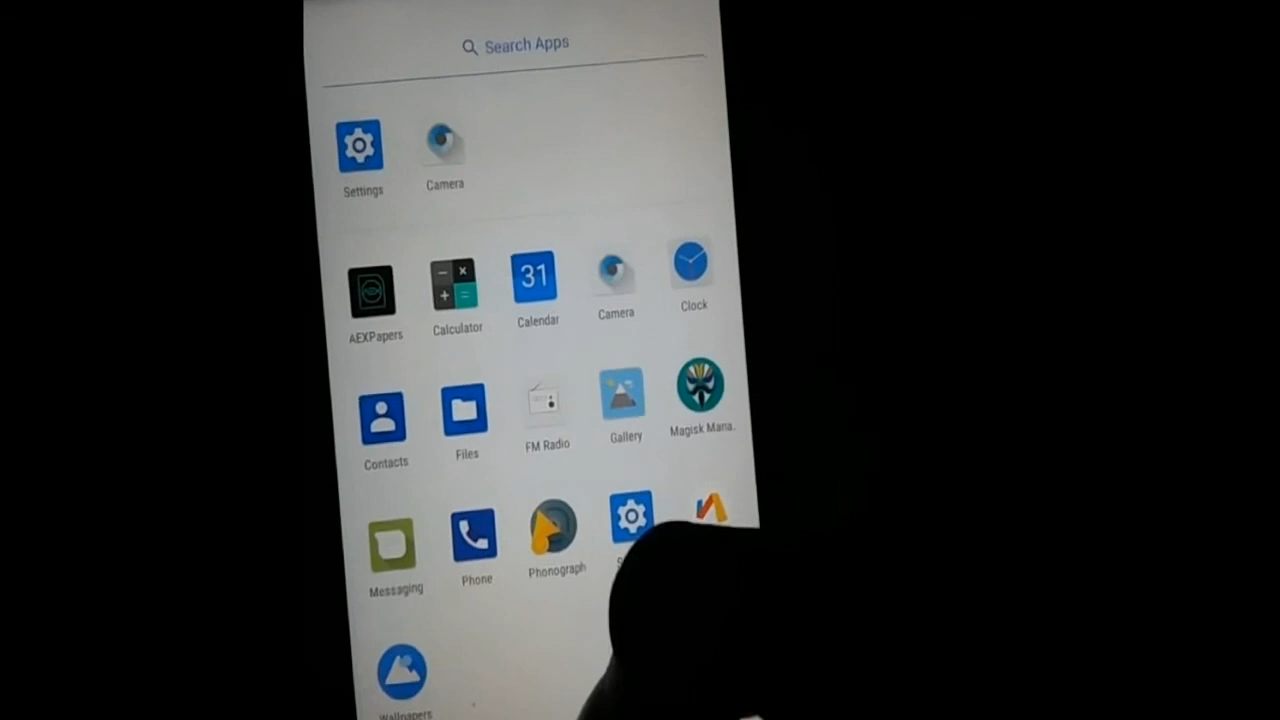 Search Apps
Settings
Camera
AEXPapers
Calculator
31
Calendar
Camera
Clock
Contacts
Files
FM Radio
Gallery
Magisk Mana..
Messaging
Phone
Phonograph
Wallpapers